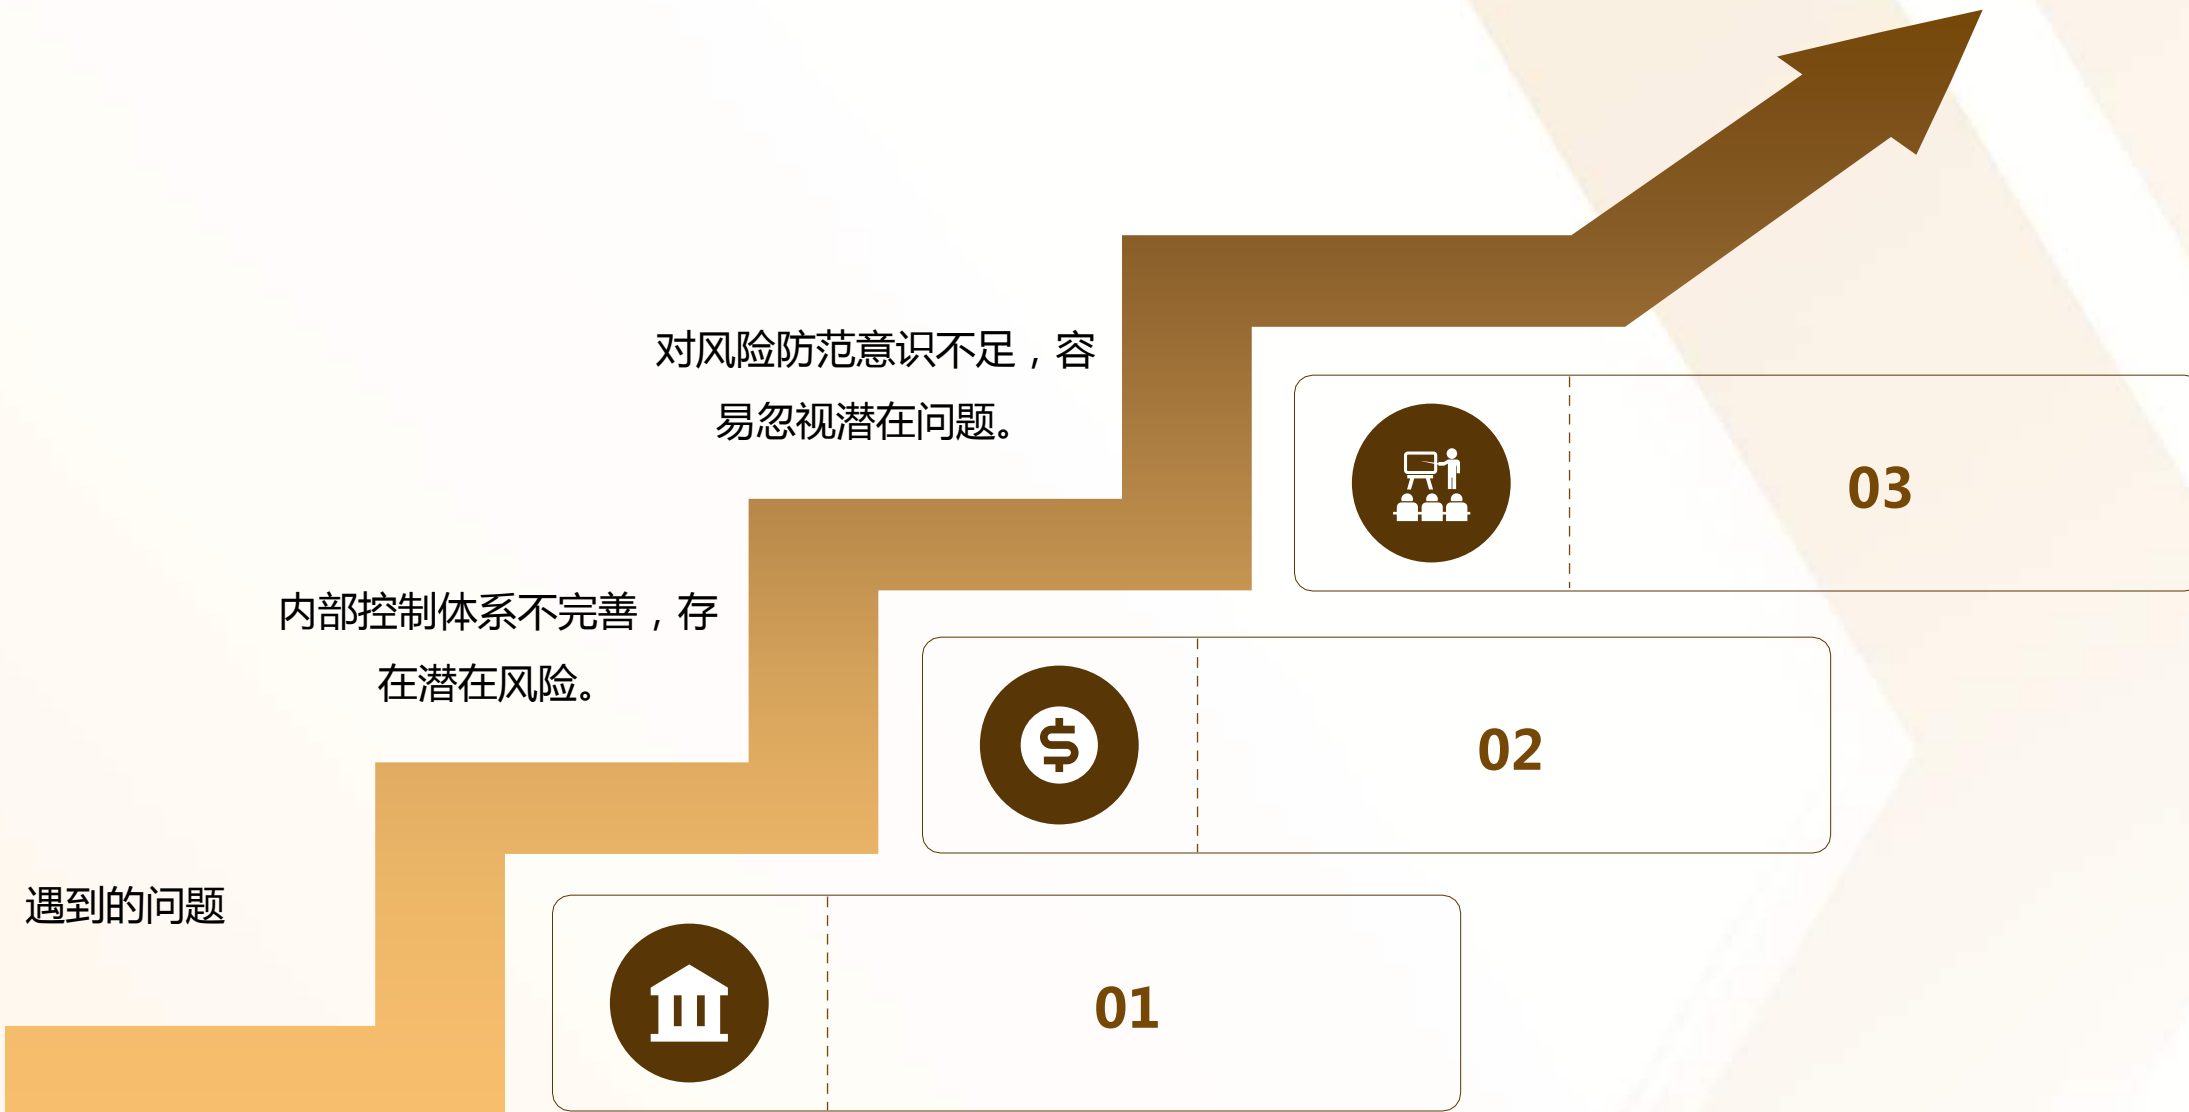 对风险防范意识不足，容
易忽视潜在问题。
03
内部控制体系不完善，存
在潜在风险。
02
遇到的问题
01